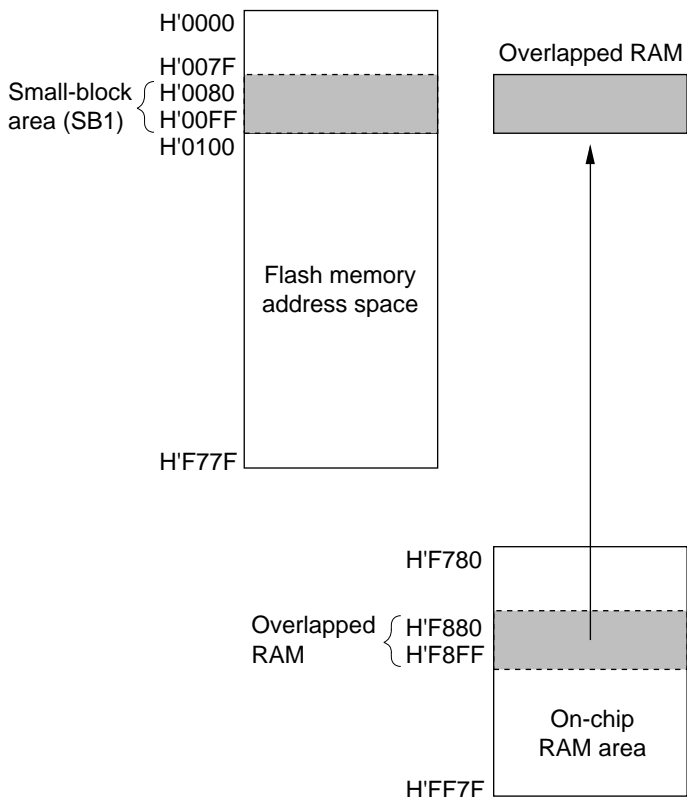 H'0000
H'007F
Small-block
area (SB1)
H'0080
H'00FF
H'0100
Overlapped RAM
Flash memory
address space
H'F77F
H'F780
Overlapped
RAM
H'F880
H'F8FF
On-chip
RAM area
H'FF7F